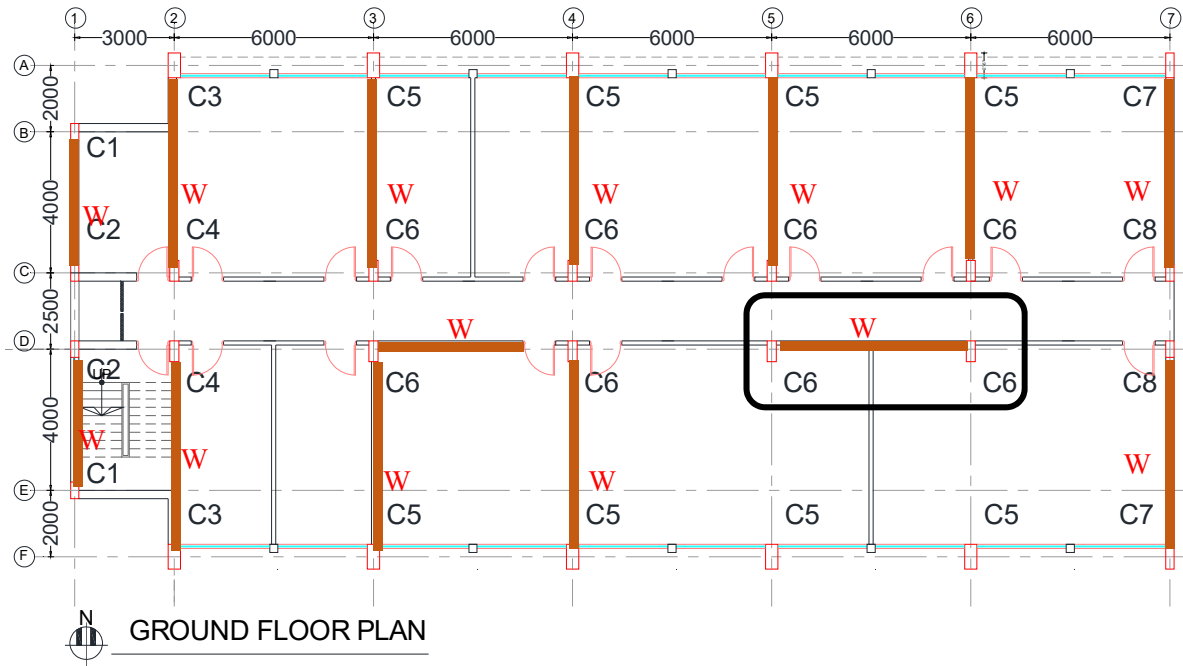 1 2 3 4 5 6 7
3000 6000 6000 6000 6000 6000
A
2000
C3 C5 C5 C5 C5 C7
B
C1
4000
W W W W W W W
C2 C4 C6 C6 C6 C6 C8
C
2500
W W
D
C2 C4 C6 C6 C6 C6 C8
UP
4000
W W W W W
C1
E
2000
C3 C5 C5 C5 C5 C7
F
N
GROUND FLOOR PLAN